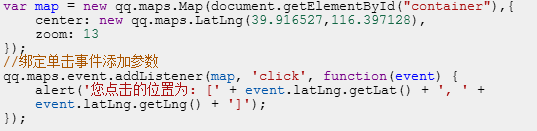 var map = new qq.maps.Map(document.getElementById("container"),{
center: new qq.maps.LatLng(39.916527,116.397128),
zoom: 13
});
//绑定单击事件添加参数
qq.maps.event.addListener(map, 'click', function(event) {
alert('您点击的位置为: [' + event.latLng.getLat() + ', ' +
event.latLng.getLng() + ']');
});